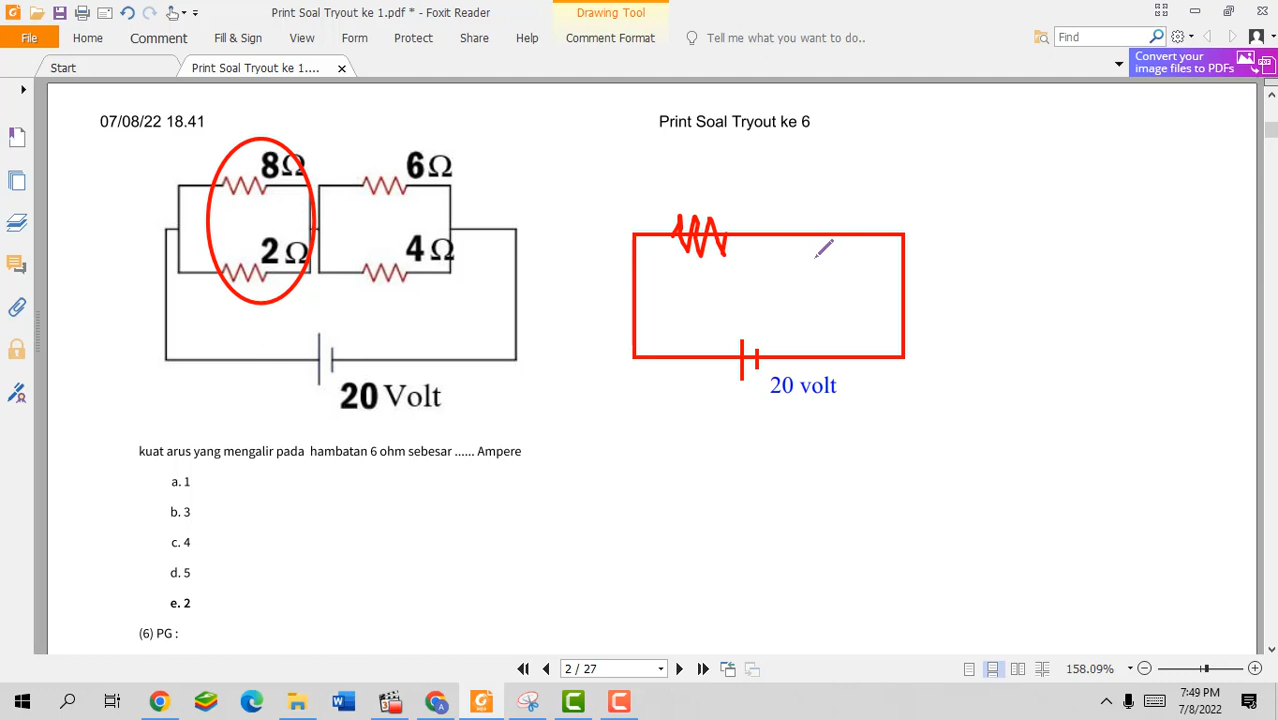 Print Soal Tryout ke 1.pdf * - Foxit Reader
Drawing Tool
File
Home
Comment
Fill & Sign
View
Form
Protect
Share
Help
Comment Format
Tell me what you want to do..
Find
Start
Print Soal Tryout ke 1....
Convert your
image files to PDFs
07/08/22 18.41
Print Soal Tryout ke 6
8Ω
6Ω
2Ω
4Ω
20 Volt
20 volt
kuat arus yang mengalir pada hambatan 6 ohm sebesar ...... Ampere
a. 1
b. 3
c. 4
d. 5
e. 2
(6) PG :
2 / 27
158.09%
7:49 PM
7/8/2022